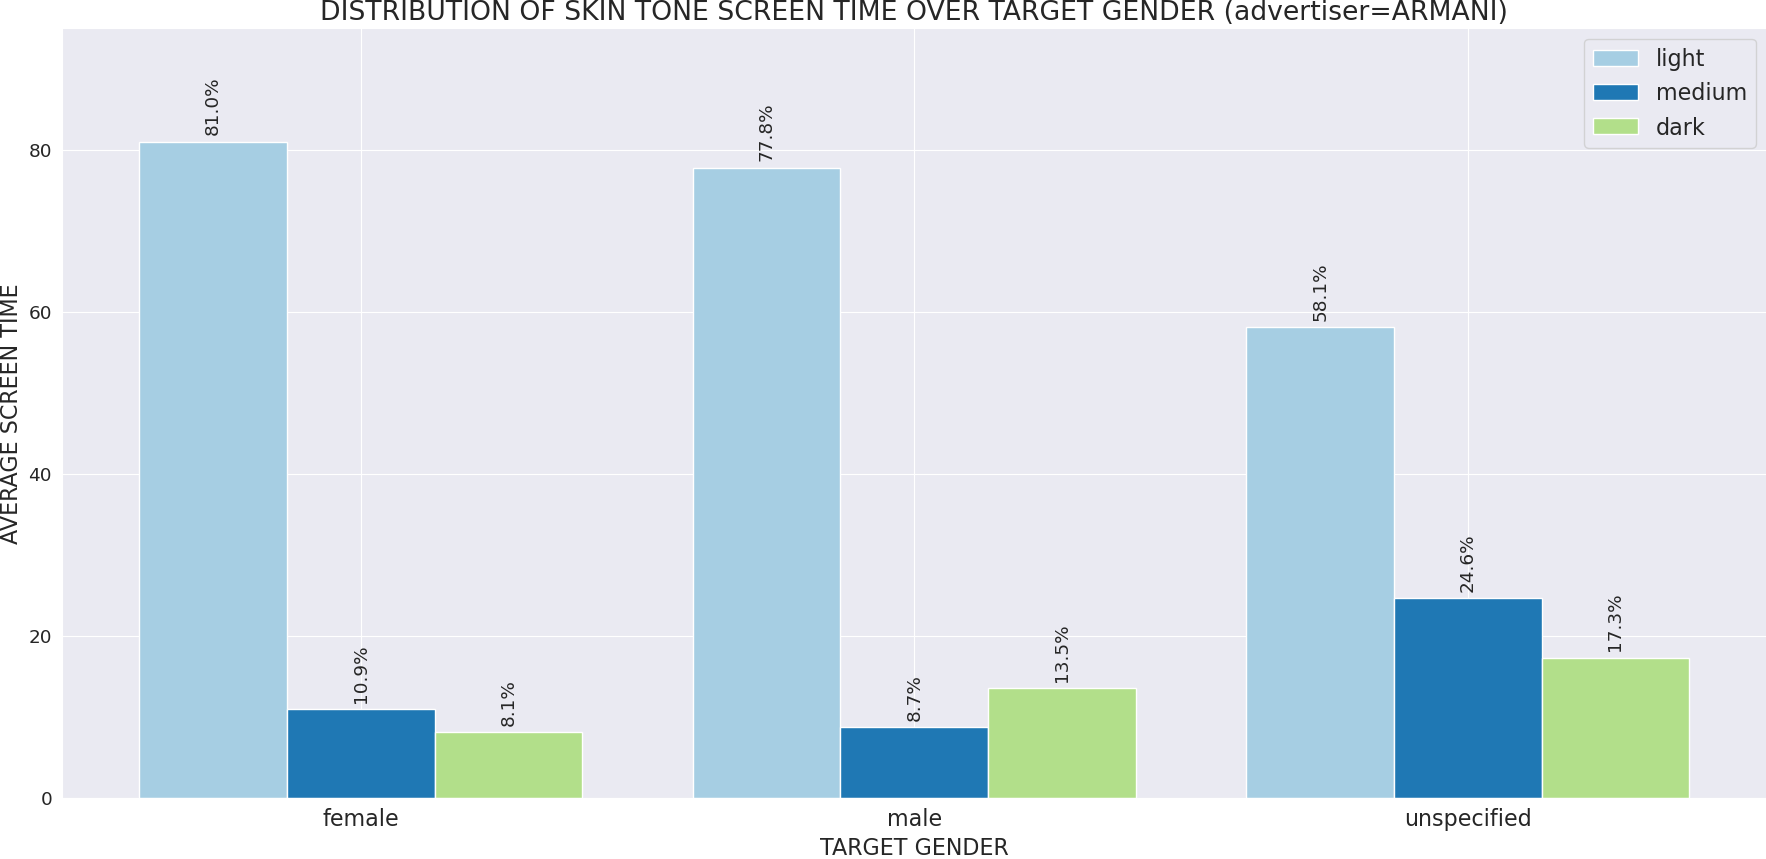 DISTRIBUTION OF SKIN TONE SCREEN TIME OVER TARGET GENDER (advertiser=ARMANI)
light
medium
dark
AVERAGE SCREEN TIME
80
60
40
20
0
81.0%
10.9%
8.1%
77.8%
8.7%
13.5%
58.1%
24.6%
17.3%
female
male
unspecified
TARGET GENDER